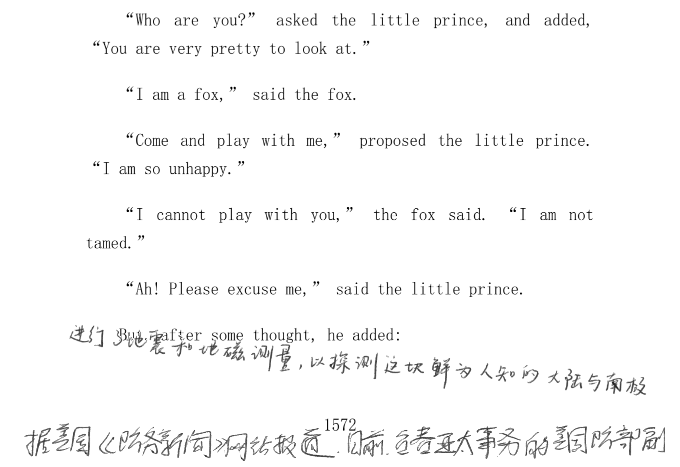 “Who are you?” asked the little prince, and added,
“You are very pretty to look at.”
“I am a fox,” said the fox.
“Come and play with me,” proposed the little prince.
“I am so unhappy.”
“I cannot play with you,” the fox said. “I am not
tamed.”
“Ah! Please excuse me,” said the little prince.
But, after some thought, he added:
进行了地震和地磁测量，以探测这块鲜为人知的大陆与南极
1572
据美国《防务新闻》网站报道.目前.负责亚太事务的美国防部副